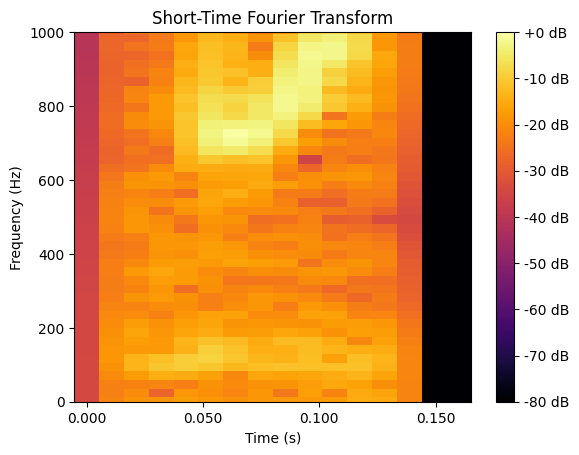 Short-Time Fourier Transform
Frequency (Hz)
1000
800
600
400
200
0
0.000
0.050
0.100
0.150
Time (s)
+0 dB
-10 dB
-20 dB
-30 dB
-40 dB
-50 dB
-60 dB
-70 dB
-80 dB